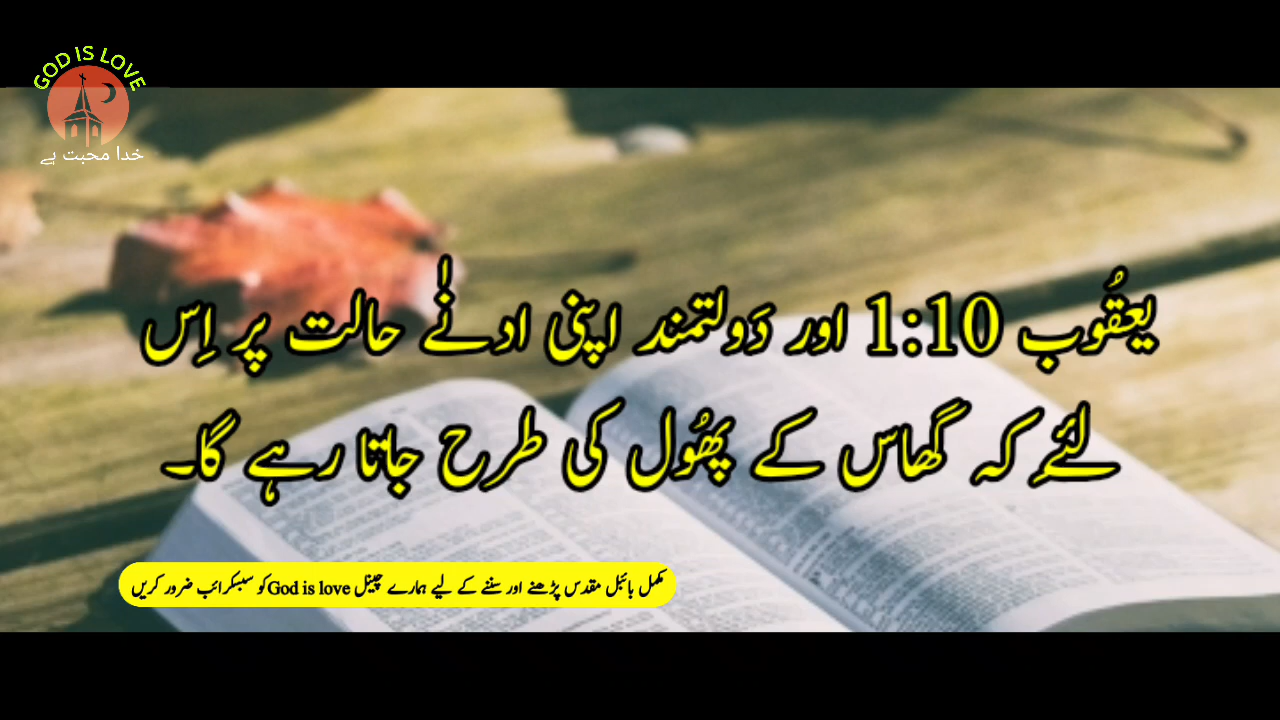 GOD IS LOVE
خدا محبت ہے
یعقُوب 1:10 اور دَولتمند اپنی ادنےٰ حالت پر اِس
لِئے کہ گھاس کے پھُول کی طرح جاتا رہے گا۔
مکمل بائبل مقدس پڑھنے اور سننے کے لیے ہمارے چینل God is love کو سبسکرائب ضرور کریں